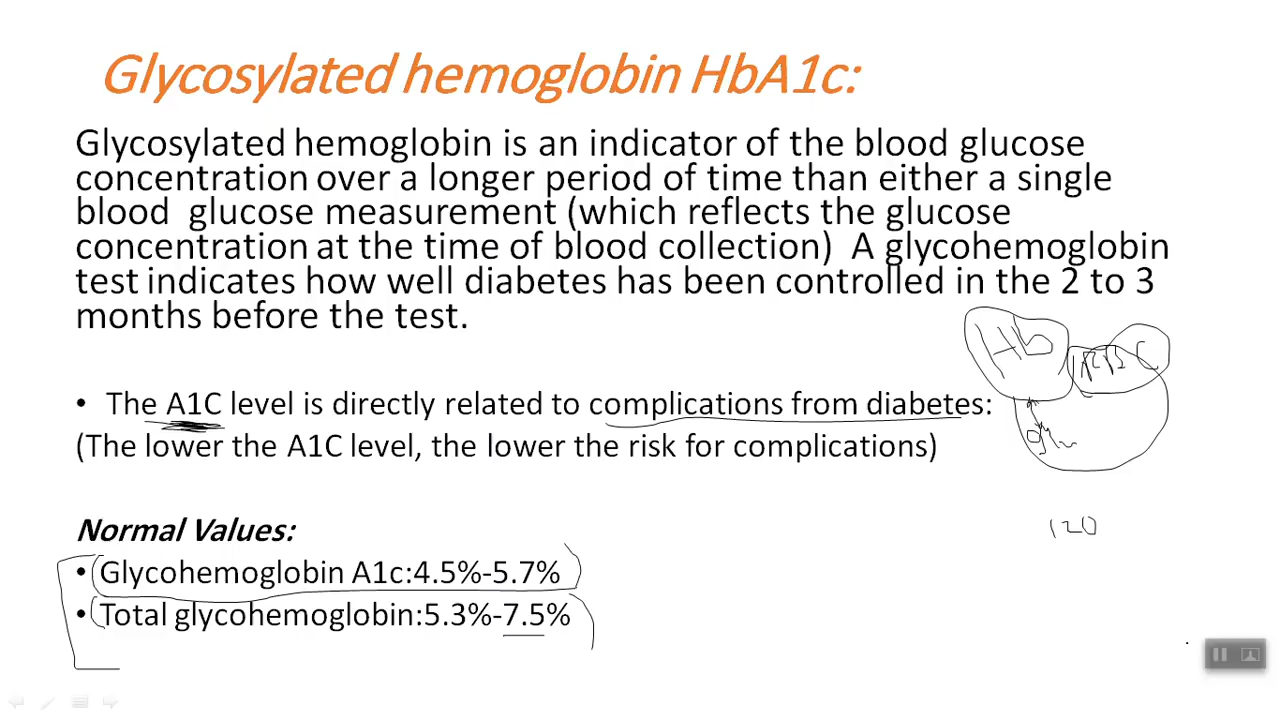 Glycosylated hemoglobin HbA1c:
Glycosylated hemoglobin is an indicator of the blood glucose
concentration over a longer period of time than either a single
blood glucose measurement (which reflects the glucose
concentration at the time of blood collection) A glycohemoglobin
test indicates how well diabetes has been controlled in the 2 to 3
months before the test.
Hb
RBC
• The A1C level is directly related to complications from diabetes:
(The lower the A1C level, the lower the risk for complications)
120
Normal Values:
• Glycohemoglobin A1c:4.5%-5.7%
• Total glycohemoglobin:5.3%-7.5%